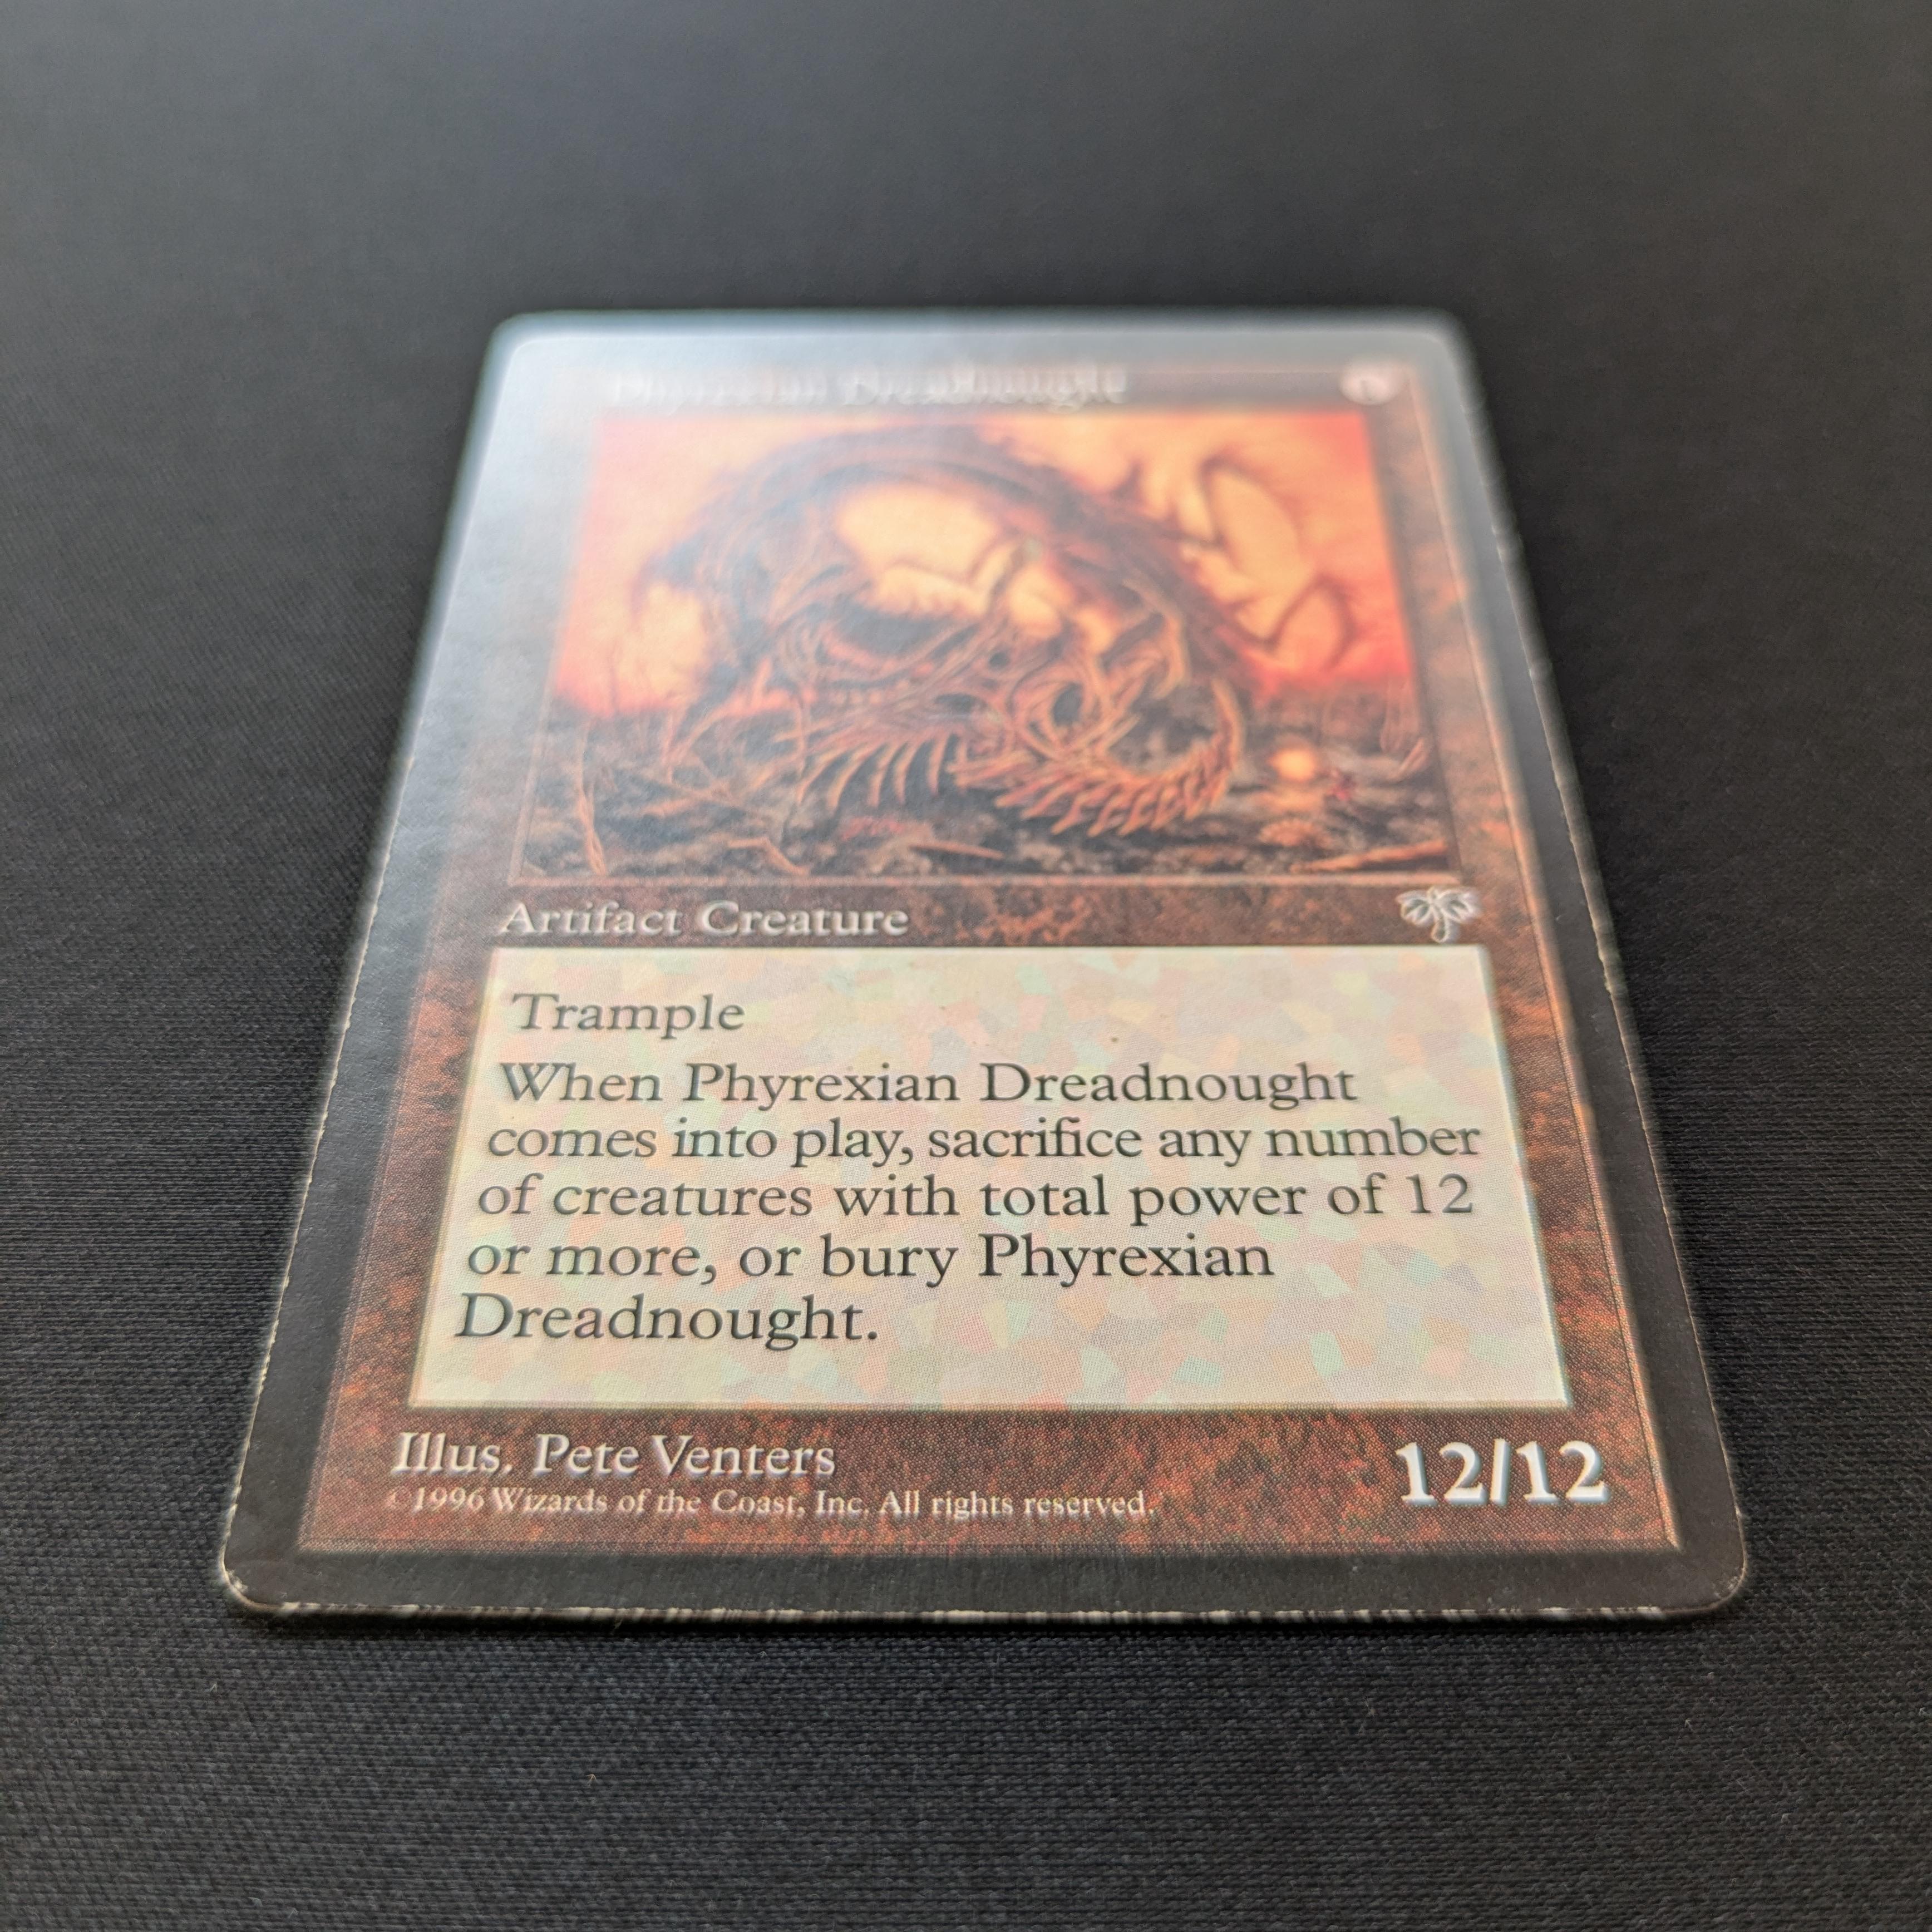 Phyrexian Dreadnought
Artifact Creature
Trample
When Phyrexian Dreadnought
comes into play, sacrifice any number
of creatures with total power of 12
or more, or bury Phyrexian
Dreadnought.
Illus. Pete Venters
©1996 Wizards of the Coast, Inc. All rights reserved.
12/12